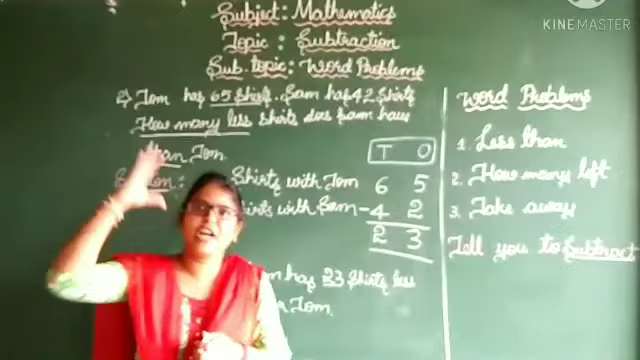 Subject: Mathematics
Topic: Subtraction
Sub.topic: Word Problems
Q) Tom has 65 Shirts. Sam has 42 Shirts
How many less shirts does Sam have
than Tom.
Shirts with Tom 6 5
Shirts with Sam - 4 2
2 3
has 23 Shirts less
Tom.
T O
Word Problems
1. Less than
2. How many left
3. Take away
Tell you to Subtract
KINEMASTER